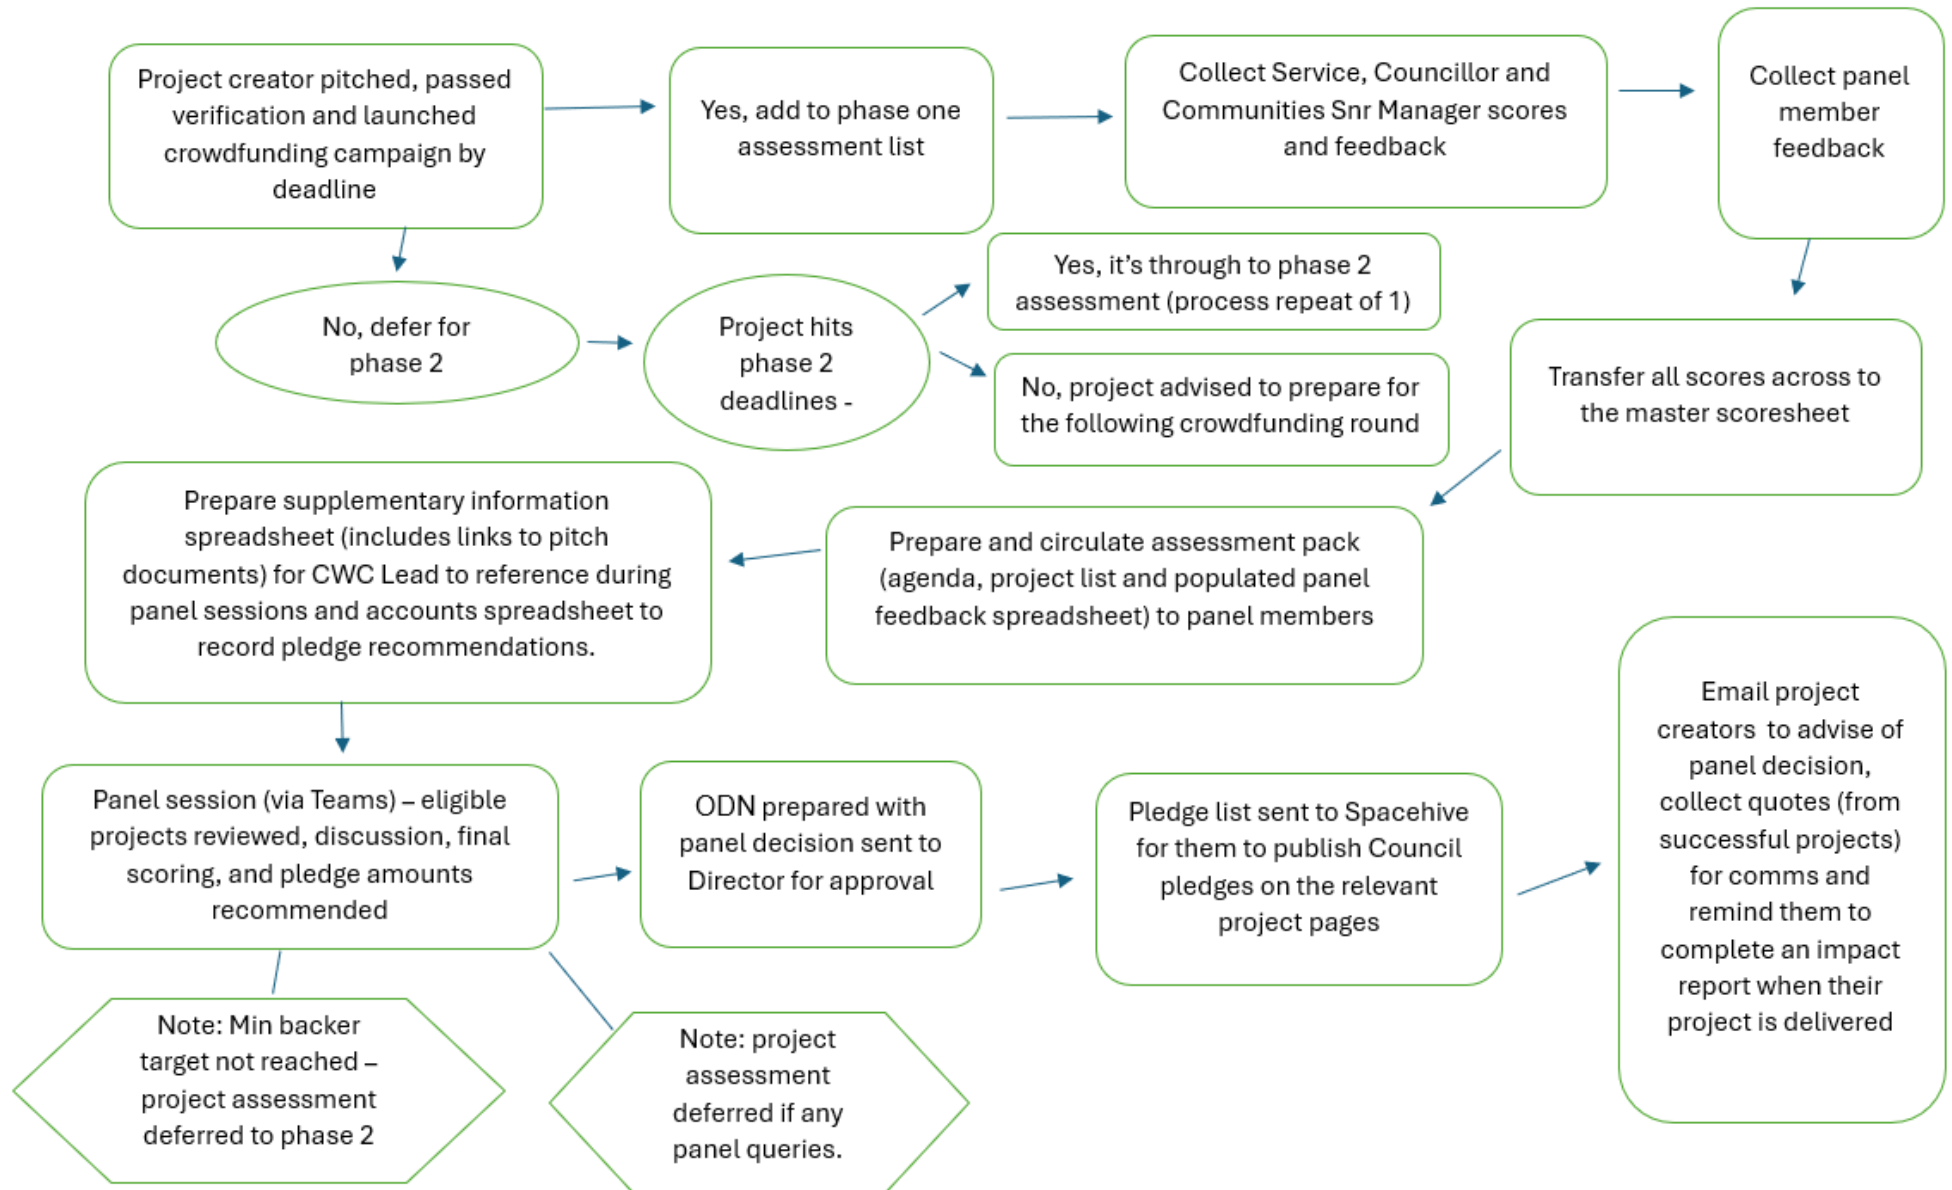 Project creator pitched, passed
verification and launched
crowdfunding campaign by
deadline
Yes, add to phase one
assessment list
Collect Service, Councillor and
Communities Snr Manager scores
and feedback
Collect panel
member
feedback
No, defer for
phase 2
Project hits
phase 2
deadlines -
Yes, it’s through to phase 2
assessment (process repeat of 1)
No, project advised to prepare for
the following crowdfunding round
Transfer all scores across to
the master scoresheet
Prepare and circulate assessment pack
(agenda, project list and populated panel
feedback spreadsheet) to panel members
Prepare supplementary information
spreadsheet (includes links to pitch
documents) for CWC Lead to reference during
panel sessions and accounts spreadsheet to
record pledge recommendations.
Panel session (via Teams) – eligible
projects reviewed, discussion, final
scoring, and pledge amounts
recommended
Note: Min backer
target not reached –
project assessment
deferred to phase 2
Note: project
assessment
deferred if any
panel queries.
ODN prepared with
panel decision sent to
Director for approval
Pledge list sent to Spacehive
for them to publish Council
pledges on the relevant
project pages
Email project
creators  to advise of
panel decision,
collect quotes (from
successful projects)
for comms and
remind them to
complete an impact
report when their
project is delivered